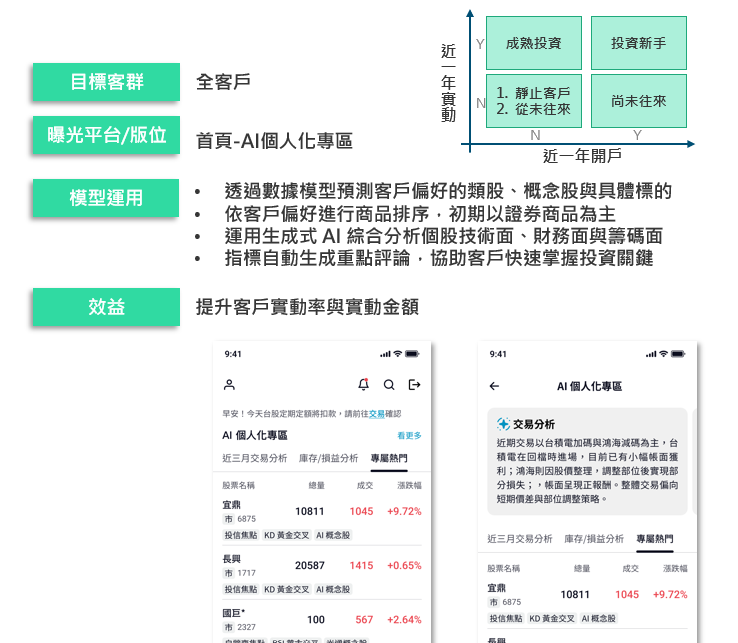 近一年實動
Y
成熟投資
投資新手
N
1. 靜止客戶
2. 從未往來
尚未往來
N
Y
近一年開戶
目標客群
全客戶
曝光平台/版位
首頁-AI個人化專區
模型運用
• 透過數據模型預測客戶偏好的類股、概念股與具體標的
• 依客戶偏好進行商品排序，初期以證券商品為主
• 運用生成式 AI 綜合分析個股技術面、財務面與籌碼面
• 指標自動生成重點評論，協助客戶快速掌握投資關鍵
效益
提升客戶實動率與實動金額
9:41
早安！今天台股定期定額將扣款，請前往交易確認
AI 個人化專區
看更多
近三月交易分析 庫存/損益分析 專屬熱門
股票名稱 總量 成交 漲跌幅
宜鼎
市 6875
10811 1045 +9.72%
投信焦點 KD 黃金交叉 AI 概念股
長興
市 1717
20587 1415 +0.65%
投信焦點 KD 黃金交叉 AI 概念股
國巨*
市 2327
100 567 +2.64%
9:41
AI 個人化專區
交易分析
近期交易以台積電加碼與鴻海減碼為主，台
積電在回檔時進場，目前已有小幅帳面獲
利；鴻海則因股價整理，調整部位後實現部
分損失；，帳面呈現正報酬。整體交易偏向
短期價差與部位調整策略。
近三月交易分析 庫存/損益分析 專屬熱門
股票名稱 總量 成交 漲跌幅
宜鼎
市 6875
10811 1045 +9.72%
投信焦點 KD 黃金交叉 AI 概念股